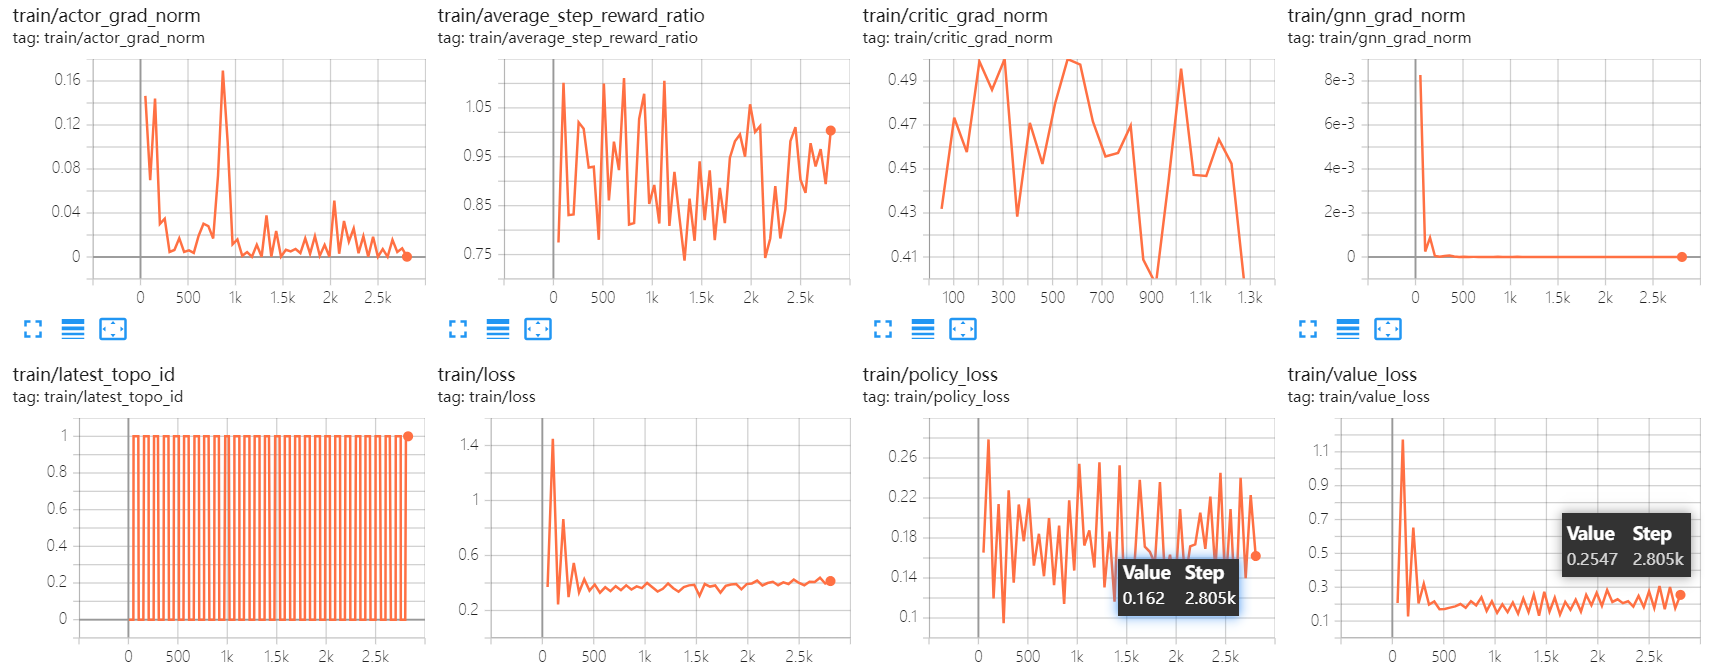 train/actor_grad_norm
tag: train/actor_grad_norm
0.16
0.12
0.08
0.04
0
0 500 1k 1.5k 2k 2.5k
train/average_step_reward_ratio
tag: train/average_step_reward_ratio
1.05
0.95
0.85
0.75
0 500 1k 1.5k 2k 2.5k
train/critic_grad_norm
tag: train/critic_grad_norm
0.49
0.47
0.45
0.43
0.41
100 300 500 700 900 1.1k 1.3k
train/gnn_grad_norm
tag: train/gnn_grad_norm
8e-3
6e-3
4e-3
2e-3
0
0 500 1k 1.5k 2k 2.5k
train/latest_topo_id
tag: train/latest_topo_id
1
0.8
0.6
0.4
0.2
0
0 500 1k 1.5k 2k 2.5k
train/loss
tag: train/loss
1.4
1
0.6
0.2
0 500 1k 1.5k 2k 2.5k
train/policy_loss
tag: train/policy_loss
0.26
0.22
0.18
0.14
0.1
Value Step
0.162 2.805k
0 500 1k 1.5k 2k 2.5k
train/value_loss
tag: train/value_loss
1.1
0.9
0.7
0.5
0.3
0.1
Value Step
0.2547 2.805k
0 500 1k 1.5k 2k 2.5k